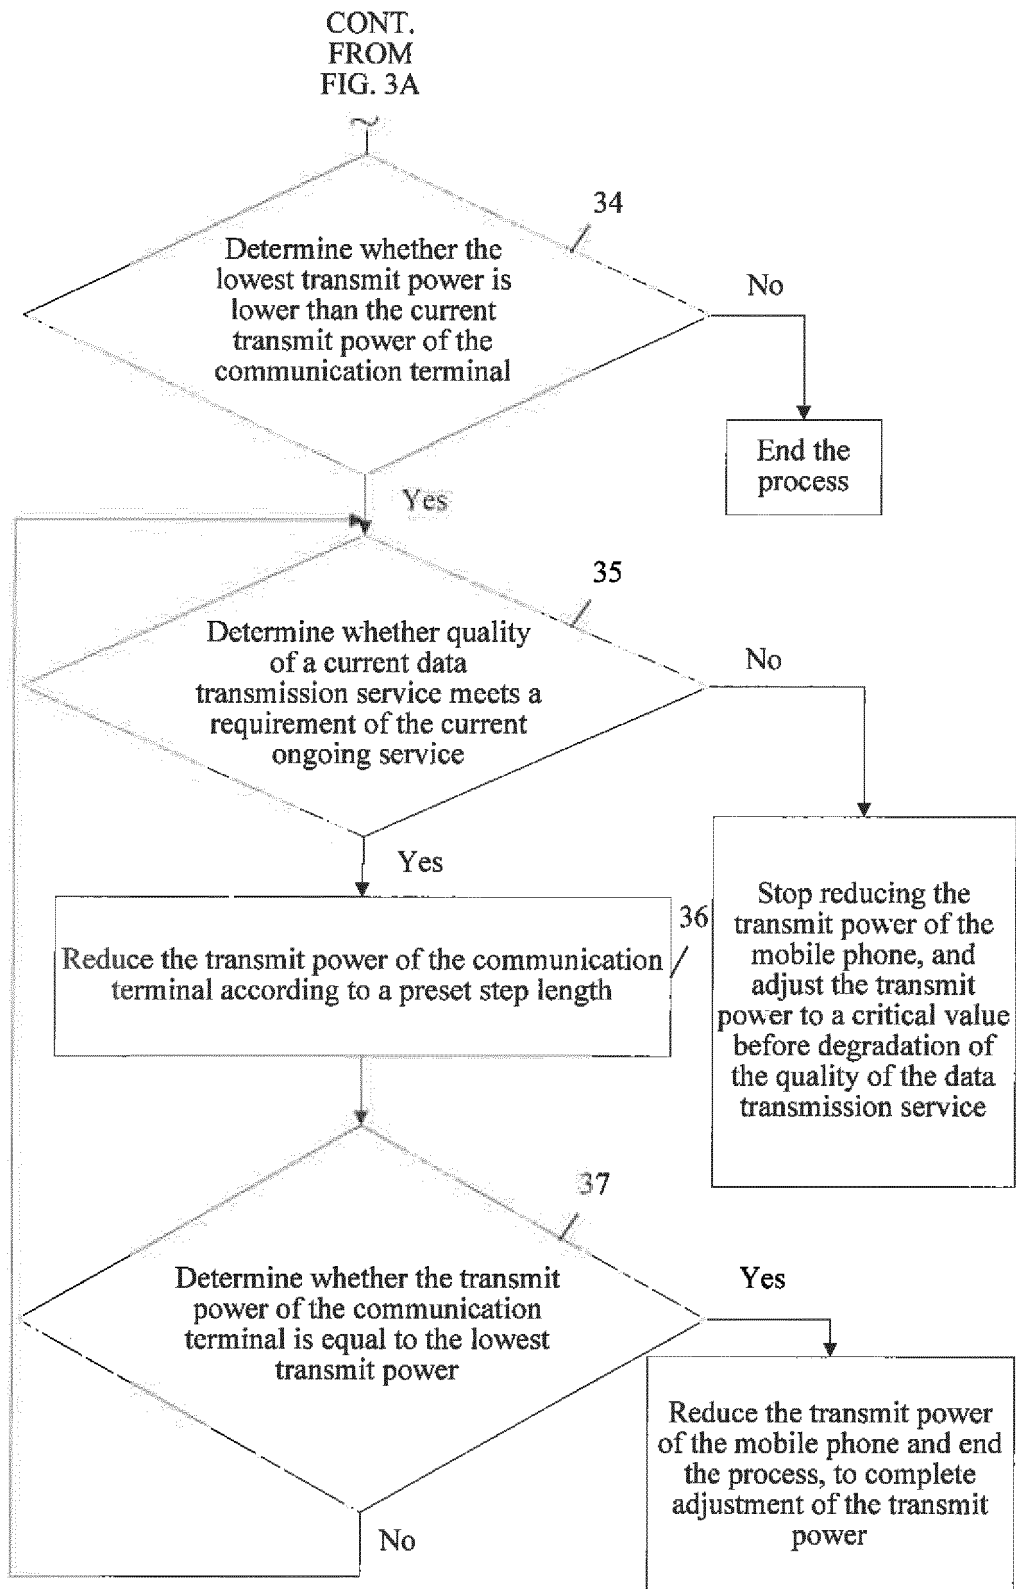 CONT.
FROM
FIG. 3A
34
Determine whether the
lowest transmit power is
lower than the current
transmit power of the
communication terminal
No
End the
process
Yes
35
Determine whether quality
of a current data
transmission service meets a
requirement of the current
ongoing service
No
Yes
Stop reducing the
transmit power of the
mobile phone, and
adjust the transmit
power to a critical value
before degradation of
the quality of the data
transmission service
36
Reduce the transmit power of the communication
terminal according to a preset step length
37
Determine whether the transmit
power of the communication
terminal is equal to the lowest
transmit power
Yes
Reduce the transmit power
of the mobile phone and end
the process, to complete
adjustment of the transmit
power
No